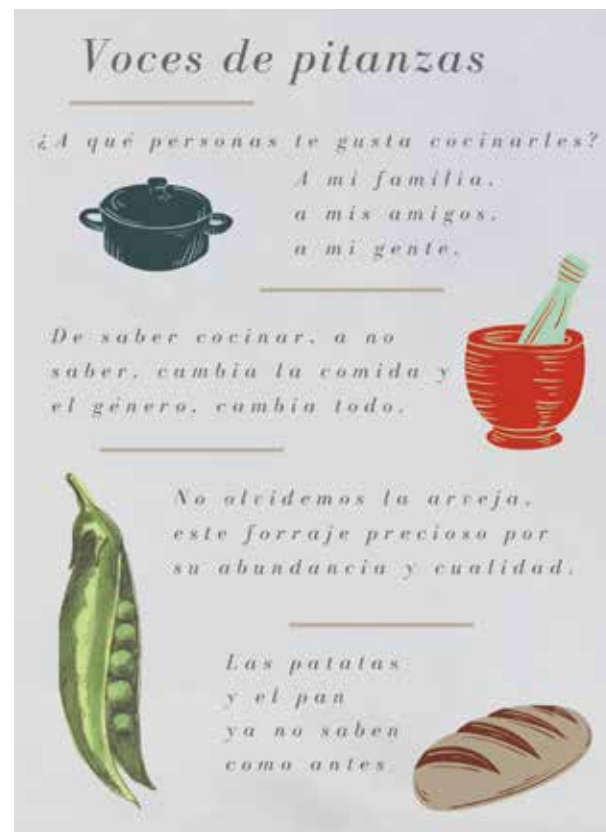 Voces de pitanzas
¿A qué personas te gusta cocinarles?
A mi familia,
a mis amigos,
a mi gente.
De saber cocinar, a no
saber, cambia la comida y
el género, cambia todo.
No olvidemos la arveja,
este forraje precioso por
su abundancia y cualidad.
Las patatas
y el pan
ya no saben
como antes